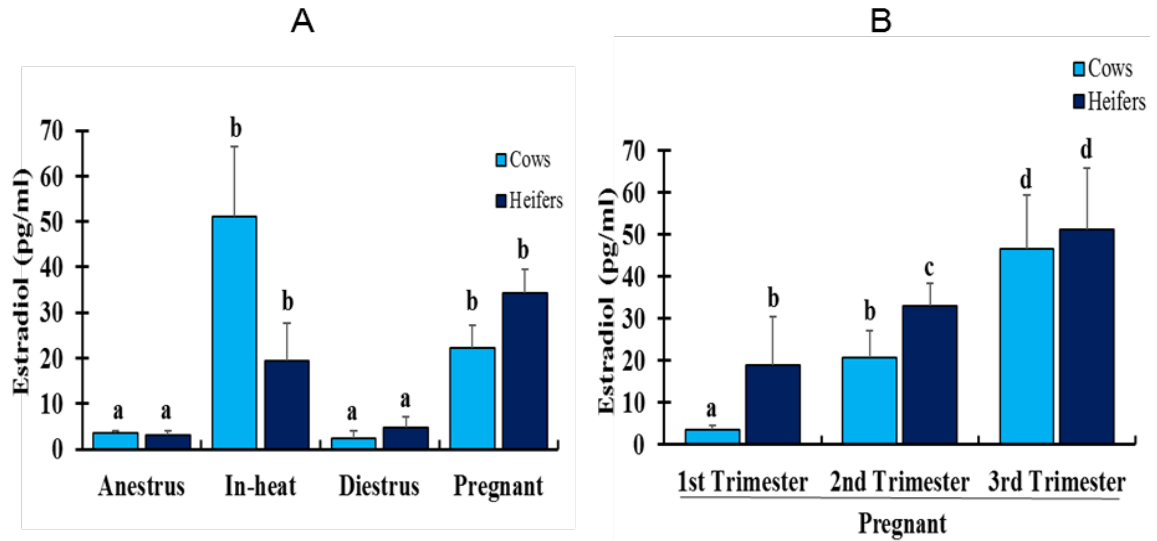 A
B
70
60
50
40
30
20
10
0
Estradiol (pg/ml)
b
b
b
b
a a
a a
Cows
Heifers
Anestrus In-heat Diestrus Pregnant
Cows
Heifers
70
60
50
40
30
20
10
0
Estradiol (pg/ml)
a
b
b
c
d
d
1st Trimester 2nd Trimester 3rd Trimester
Pregnant